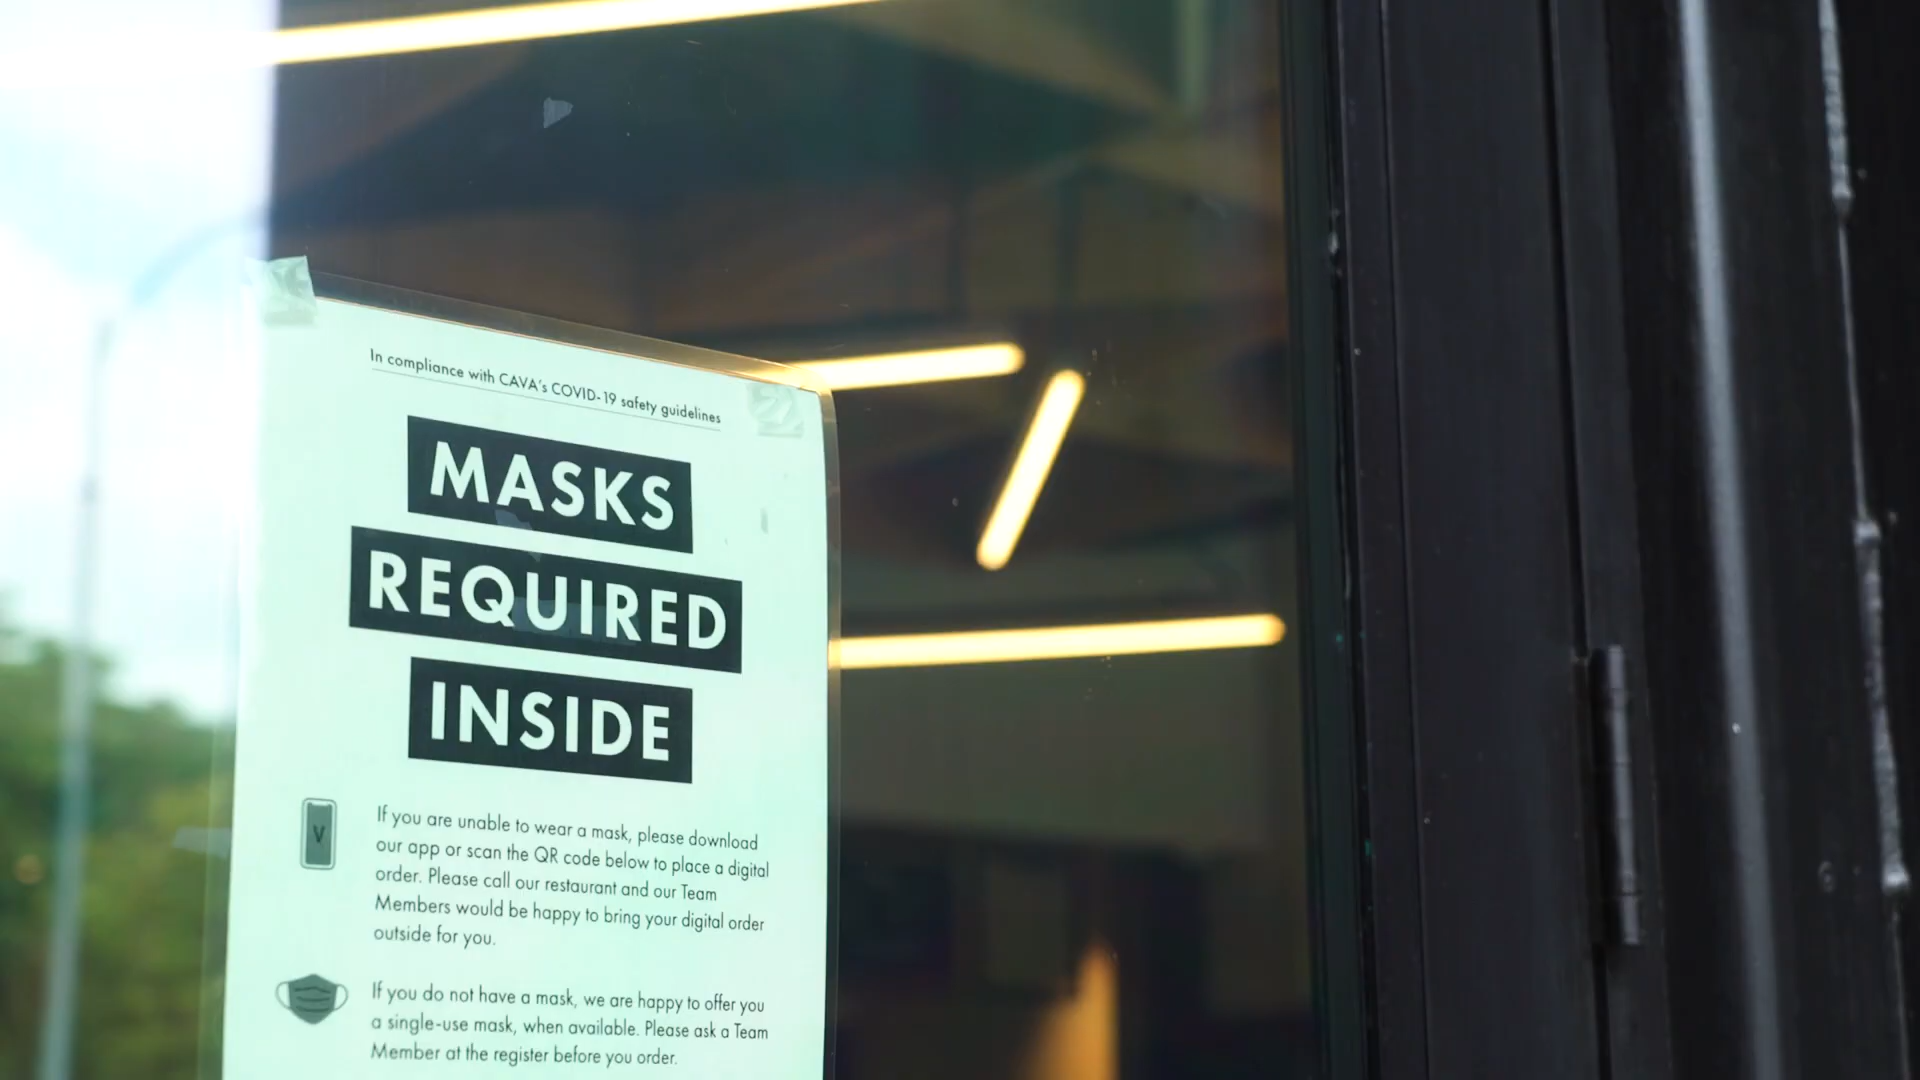 In compliance with CAVA's COVID-19 safety guidelines
MASKS
REQUIRED
INSIDE
V
If you are unable to wear a mask, please download
our app or scan the QR code below to place a digital
order. Please call our restaurant and our Team
Members would be happy to bring your digital order
outside for you.
If you do not have a mask, we are happy to offer you
a single-use mask, when available. Please ask a Team
Member at the register before you order.